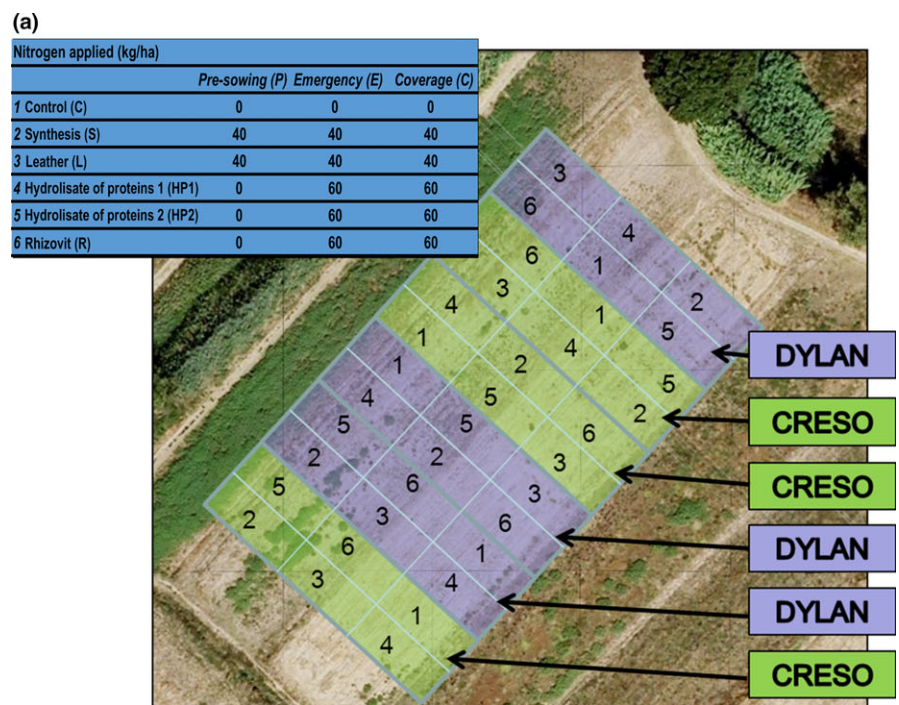 (a)
Nitrogen applied (kg/ha)
Pre-sowing (P) Emergency (E) Coverage (C)
1 Control (C) 0 0 0
2 Synthesis (S) 40 40 40
3 Leather (L) 40 40 40
4 Hydrolisate of proteins 1 (HP1) 0 60 60
5 Hydrolisate of proteins 2 (HP2) 0 60 60
6 Rhizovit (R) 0 60 60
3
6 4
6 1
3
4 1 2
1 5
4
1 2
4 5 5
5 5 2
2 2 6
3
5 6 3
2 3 6
6 1
3 4
1
4
DYLAN
CRESO
CRESO
DYLAN
DYLAN
CRESO